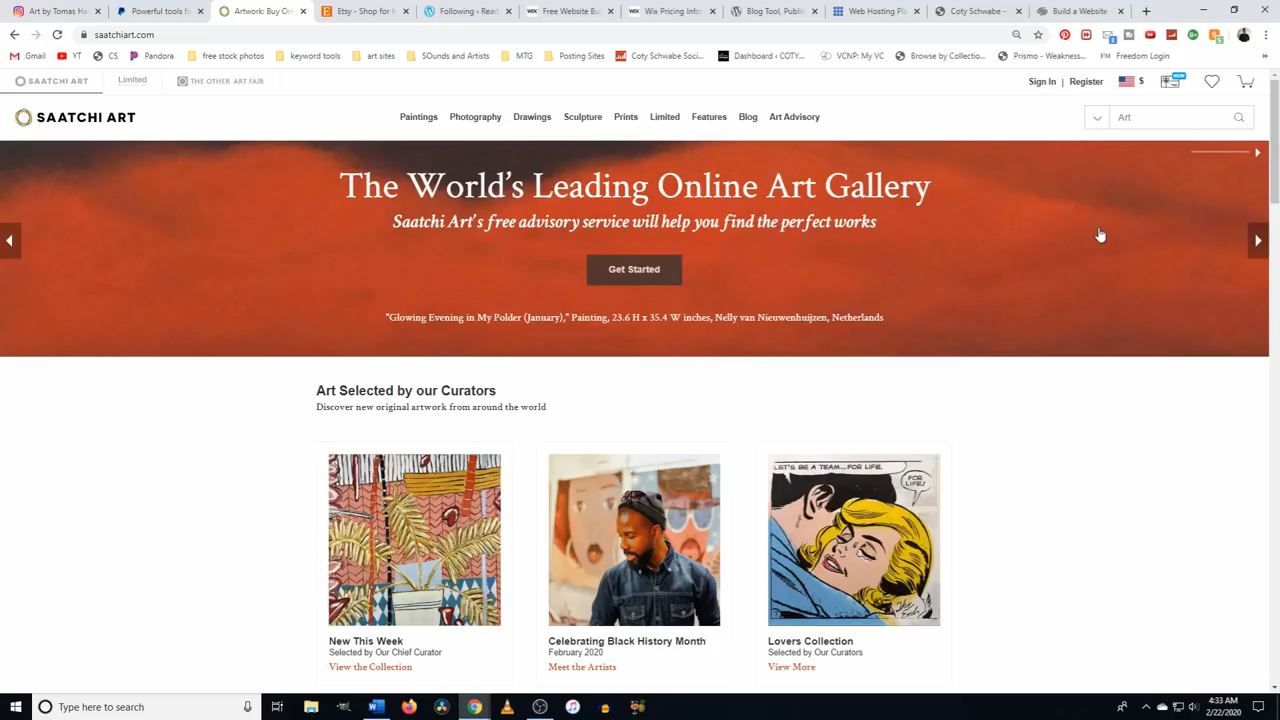 Art by Tomas Ha
Powerful tools fo
Artwork: Buy On
Etsy - Shop for h
Following - Read
Free Website Bu
Wix Pricing Infor
Blog Tool, Public
Web Hosting Pla
Coty Schwabe -
Build a Website
saatchiart.com
Gmail
YT
CS
Pandora
free stock photos
keyword tools
art sites
SOunds and Artists
MTG
Posting Sites
Coty Schwabe Soci...
Dashboard ‹ COTY...
VCNP: My VC
Browse by Collectio...
Prismo - Weakness...
FM Freedom Login
SAATCHI ART
Limited
THE OTHER ART FAIR
Sign In | Register
$
NEW
SAATCHI ART
Paintings
Photography
Drawings
Sculpture
Prints
Limited
Features
Blog
Art Advisory
Art
The World's Leading Online Art Gallery
Saatchi Art's free advisory service will help you find the perfect works
Get Started
"Glowing Evening in My Polder (January)," Painting, 23.6 H x 35.4 W inches, Nelly van Nieuwenhuijzen, Netherlands
Art Selected by our Curators
Discover new original artwork from around the world
LET'S BE A TEAM...FOR LIFE.
FOR
LIFE!
New This Week
Selected by Our Chief Curator
View the Collection
Celebrating Black History Month
February 2020
Meet the Artists
Lovers Collection
Selected by Our Curators
View More
Type here to search
4:33 AM
2/22/2020